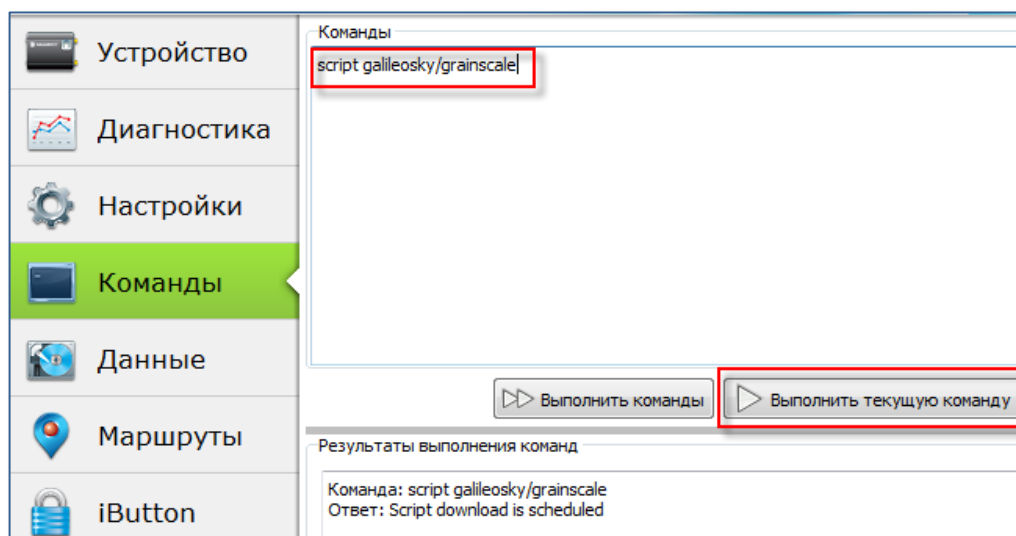 Устройство
Диагностика
Настройки
Команды
Данные
Маршруты
iButton
Команды
script galileosky/grainscale
Выполнить команды
Выполнить текущую команду
Результаты выполнения команд
Команда: script galileosky/grainscale
Ответ: Script download is scheduled